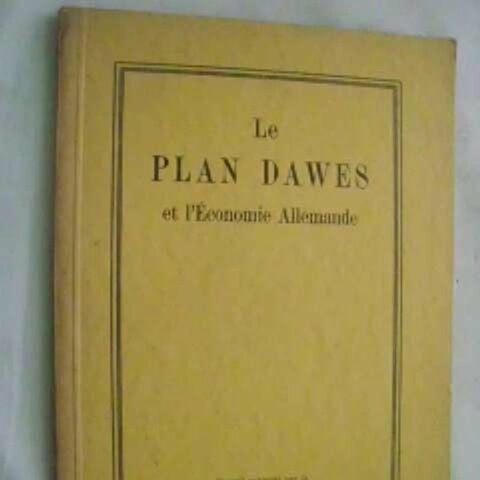 Le
PLAN DAWES
et l'Économie Allemande